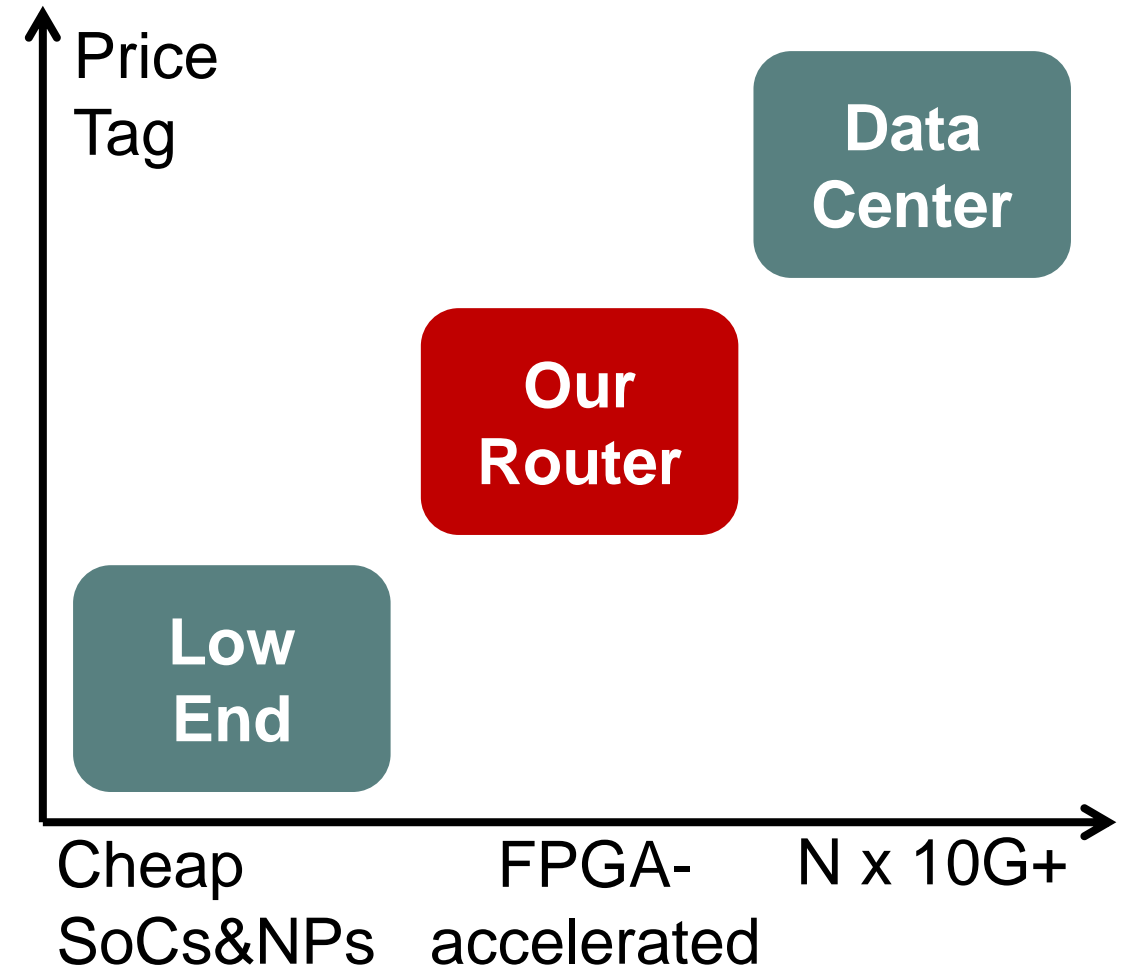 Price
Tag
Data
Center
Our
Router
Low
End
Cheap
SoCs&NPs
FPGA-
accelerated
N x 10G+